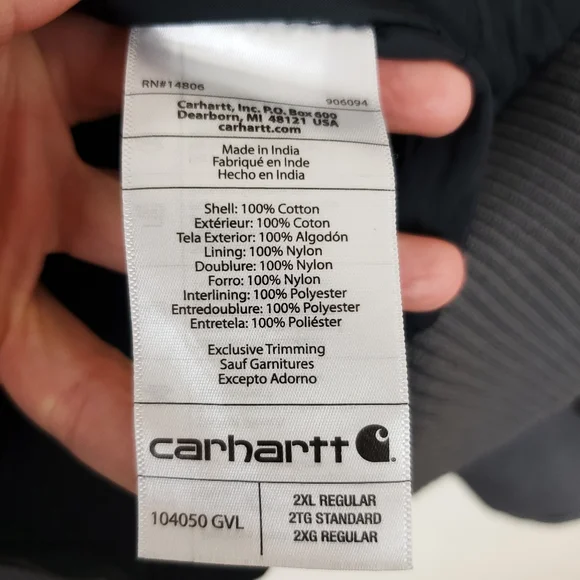 RN#14806
906094
Carhartt, Inc. P.O. Box 600
Dearborn, MI 48121 USA
carhartt.com
Made in India
Fabriqué en Inde
Hecho en India
Shell: 100% Cotton
Extérieur: 100% Coton
Tela Exterior: 100% Algodón
Lining: 100% Nylon
Doublure: 100% Nylon
Forro: 100% Nylon
Interlining: 100% Polyester
Entredoublure: 100% Polyester
Entretela: 100% Poliéster
Exclusive Trimming
Sauf Garnitures
Excepto Adorno
carhartt
104050 GVL
2XL REGULAR
2TG STANDARD
2XG REGULAR